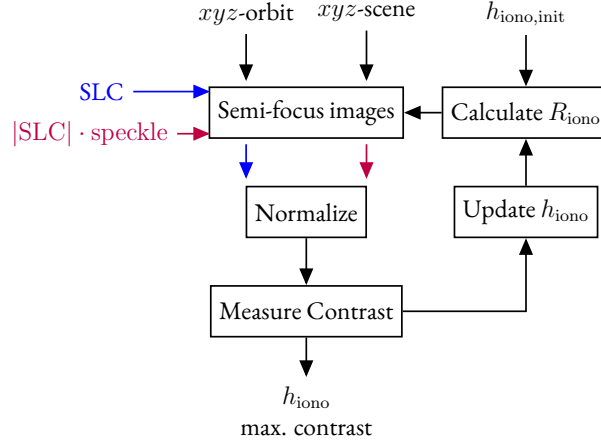 xyz-orbit
xyz-scene
h_iono,init
SLC
|SLC| · speckle
Semi-focus images
Calculate R_iono
Normalize
Update h_iono
Measure Contrast
h_iono
max. contrast